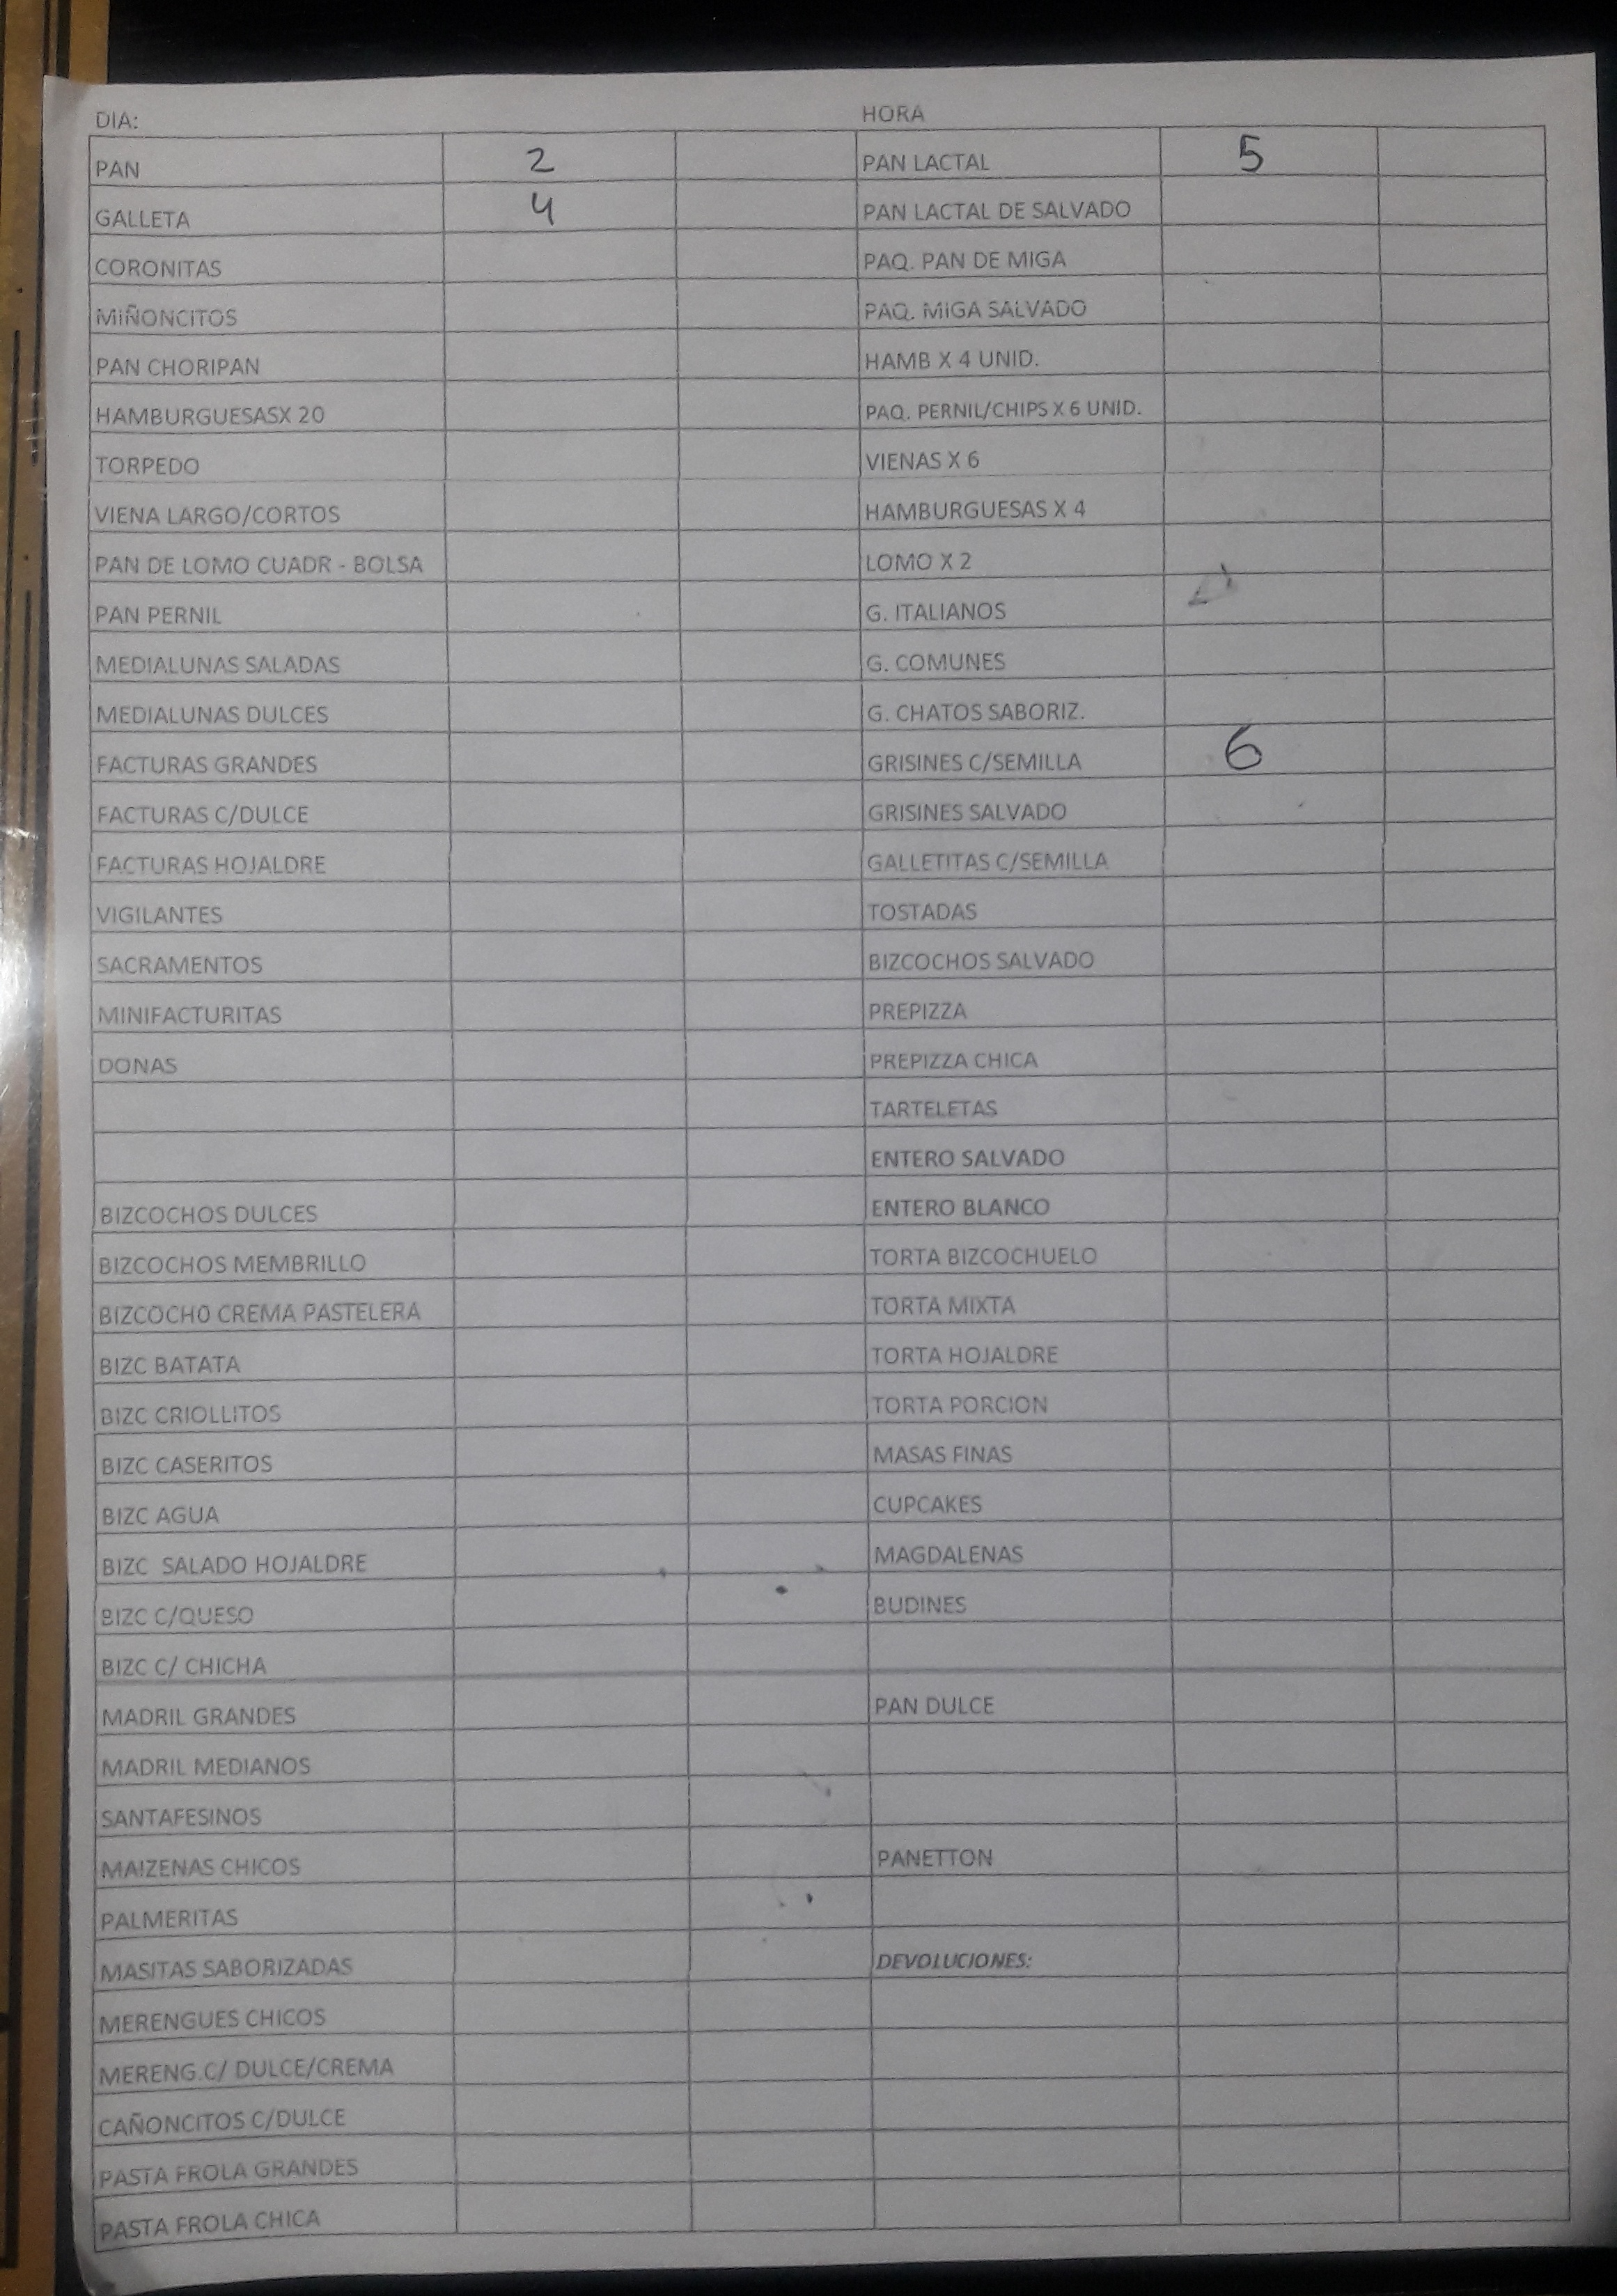 DIA: HORA
PAN 2 PAN LACTAL 5
GALLETA 4 PAN LACTAL DE SALVADO
CORONITAS PAQ. PAN DE MIGA
MIÑONCITOS PAQ. MIGA SALVADO
PAN CHORIPAN HAMB X 4 UNID.
HAMBURGUESASX 20 PAQ. PERNIL/CHIPS X 6 UNID.
TORPEDO VIENAS X 6
VIENA LARGO/CORTOS HAMBURGUESAS X 4
PAN DE LOMO CUADR - BOLSA LOMO X 2
PAN PERNIL G. ITALIANOS
MEDIALUNAS SALADAS G. COMUNES
MEDIALUNAS DULCES G. CHATOS SABORIZ.
FACTURAS GRANDES GRISINES C/SEMILLA 6
FACTURAS C/DULCE GRISINES SALVADO
FACTURAS HOJALDRE GALLETITAS C/SEMILLA
VIGILANTES TOSTADAS
SACRAMENTOS BIZCOCHOS SALVADO
MINIFACTURITAS PREPIZZA
DONAS PREPIZZA CHICA
TARTELETAS
ENTERO SALVADO
BIZCOCHOS DULCES ENTERO BLANCO
BIZCOCHOS MEMBRILLO TORTA BIZCOCHUELO
BIZCOCHO CREMA PASTELERA TORTA MIXTA
BIZC BATATA TORTA HOJALDRE
BIZC CRIOLLITOS TORTA PORCION
BIZC CASERITOS MASAS FINAS
BIZC AGUA CUPCAKES
BIZC SALADO HOJALDRE MAGDALENAS
BIZC C/QUESO BUDINES
BIZC C/ CHICHA
MADRIL GRANDES PAN DULCE
MADRIL MEDIANOS
SANTAFESINOS
MAIZENAS CHICOS PANETTON
PALMERITAS
MASITAS SABORIZADAS DEVOLUCIONES:
MERENGUES CHICOS
MERENG.C/ DULCE/CREMA
CAÑONCITOS C/DULCE
PASTA FROLA GRANDES
PASTA FROLA CHICA